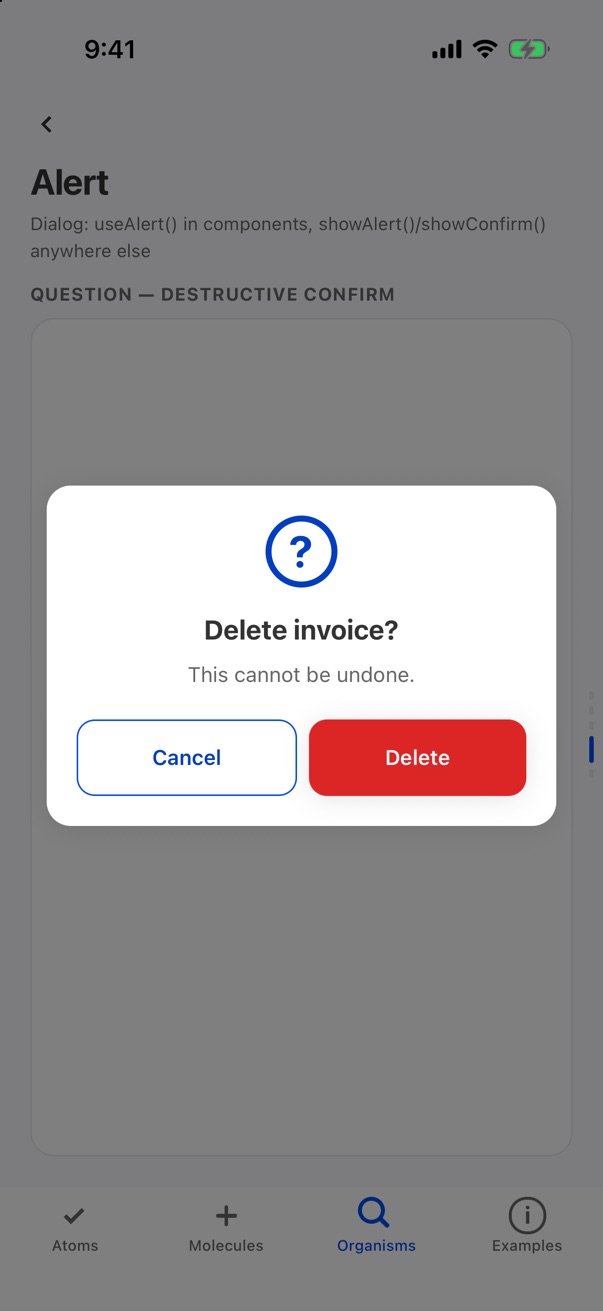 9:41
Alert
Dialog: useAlert() in components, showAlert()/showConfirm()
anywhere else
QUESTION — DESTRUCTIVE CONFIRM
?
Delete invoice?
This cannot be undone.
Cancel
Delete
Atoms
Molecules
Organisms
Examples